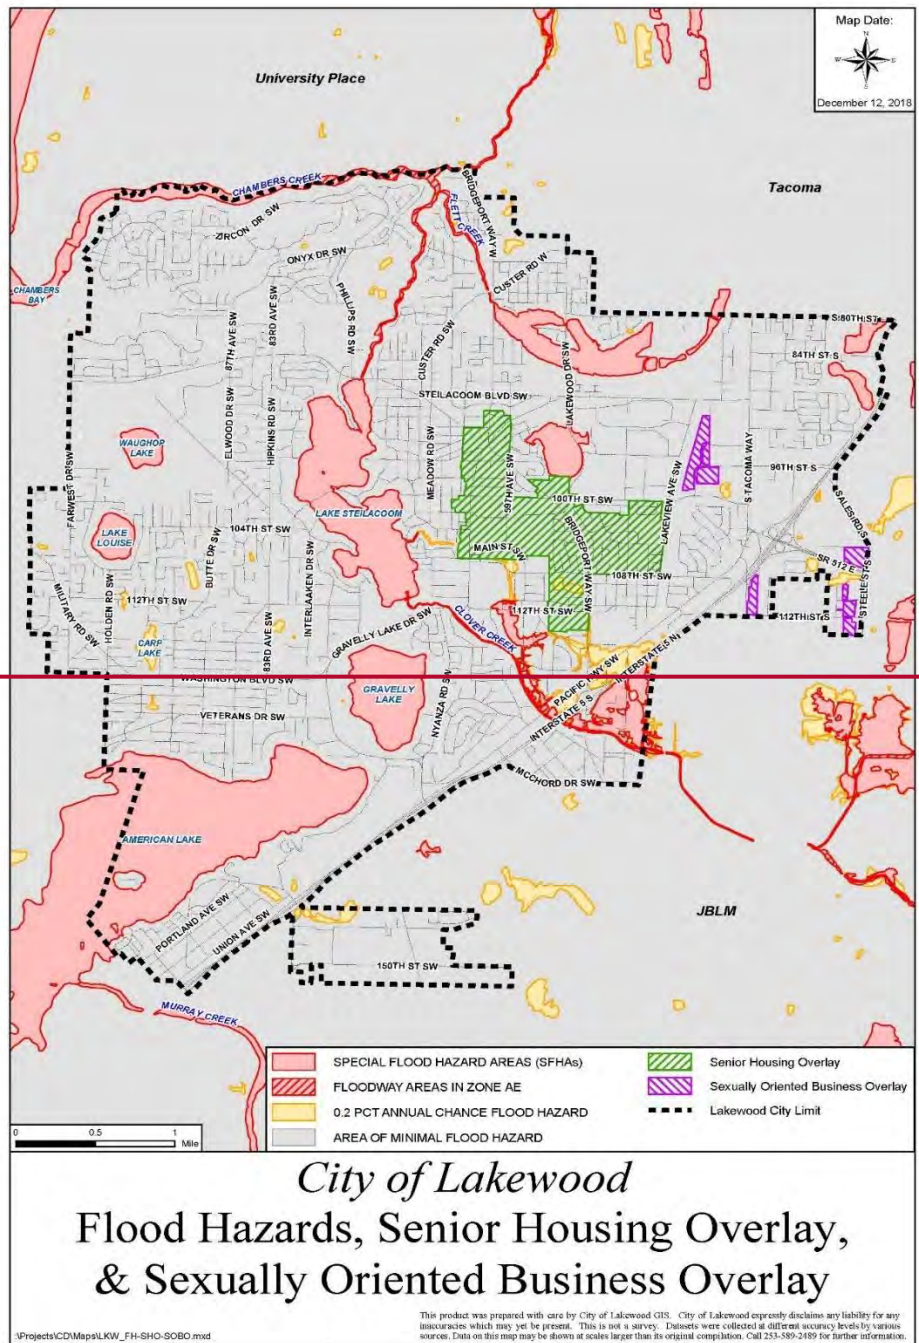 Map Date:
N
W E
S
December 12, 2018
University Place
Tacoma
CHAMBERS CREEK
BRIDGEPORT WAY W
FLETT CREEK
ZIRCON DR SW
ONYX DR SW
CUSTER RD W
CHAMBERS
BAY
PHILLIPS RD SW
83RD AVE SW
87TH AVE SW
CUSTER RD SW
S 80TH ST
84TH ST S
LAKEWOOD DR SW
STEILACOOM BLVD SW
ELWOOD DR SW
HIPKINS RD SW
MEADOW RD SW
59TH AVE SW
LAKEVIEW AVE SW
S TACOMA WAY
96TH ST S
WAUGHOP
LAKE
FARWEST DR SW
100TH ST SW
SALES RD S
LAKE STEILACOOM
LAKE
LOUISE
104TH ST SW
MAIN ST SW
BRIDGEPORT WAY SW
SR 512 E
108TH ST SW
STEELE ST S
BUTTE DR SW
INTERLAAKEN DR SW
MILITARY RD SW
HOLDEN RD SW
112TH ST SW
112TH ST SW
112TH ST S
GRAVELLY LAKE DR SW
CLOVER CREEK
CARP
LAKE
83RD AVE SW
WASHINGTON BLVD SW
PACIFIC HWY SW
INTERSTATE 5 N
INTERSTATE 5 S
GRAVELLY
LAKE
NYANZA RD SW
VETERANS DR SW
MCCHORD DR SW
AMERICAN LAKE
PORTLAND AVE SW
UNION AVE SW
JBLM
150TH ST SW
MURRAY CREEK
0 0.5 1
Mile
SPECIAL FLOOD HAZARD AREAS (SFHAs)
FLOODWAY AREAS IN ZONE AE
0.2 PCT ANNUAL CHANCE FLOOD HAZARD
AREA OF MINIMAL FLOOD HAZARD
Senior Housing Overlay
Sexually Oriented Business Overlay
Lakewood City Limit
City of Lakewood
Flood Hazards, Senior Housing Overlay,
& Sexually Oriented Business Overlay
:\Projects\CD\Maps\LKW_FH-SHO-SOBO.mxd
This product was prepared with care by City of Lakewood GIS. City of Lakewood expressly disclaims any liability for any
inaccuracies which may yet be present. This is not a survey. Datasets were collected at different accuracy levels by various
sources. Data on this map may be shown at scales larger than its original compilation. Call 253-589-2489 for further information.